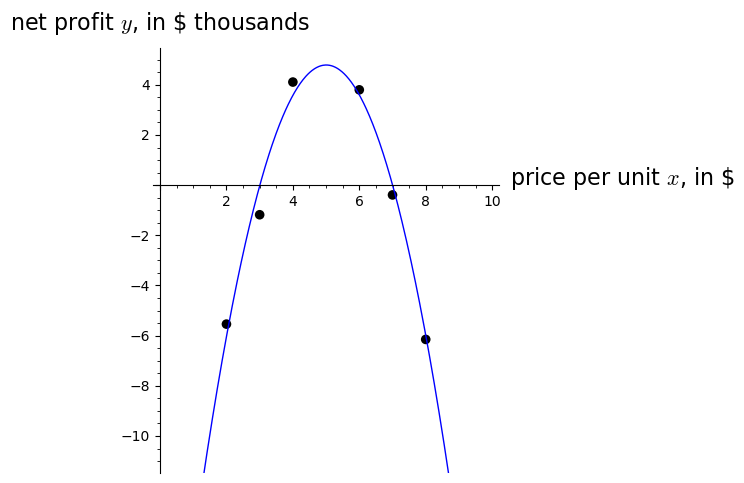 net profit y, in $ thousands
4
2
price per unit x, in $
2 4 6 8 10
−2
−4
−6
−8
−10